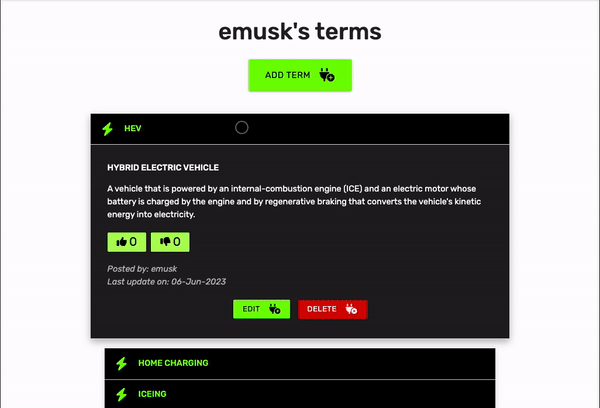 emusk's terms
ADD TERM
HEV
HYBRID ELECTRIC VEHICLE
A vehicle that is powered by an internal-combustion engine (ICE) and an electric motor whose
battery is charged by the engine and by regenerative braking that converts the vehicle's kinetic
energy into electricity.
0 0
Posted by: emusk
Last update on: 06-Jun-2023
EDIT DELETE
HOME CHARGING
ICEING